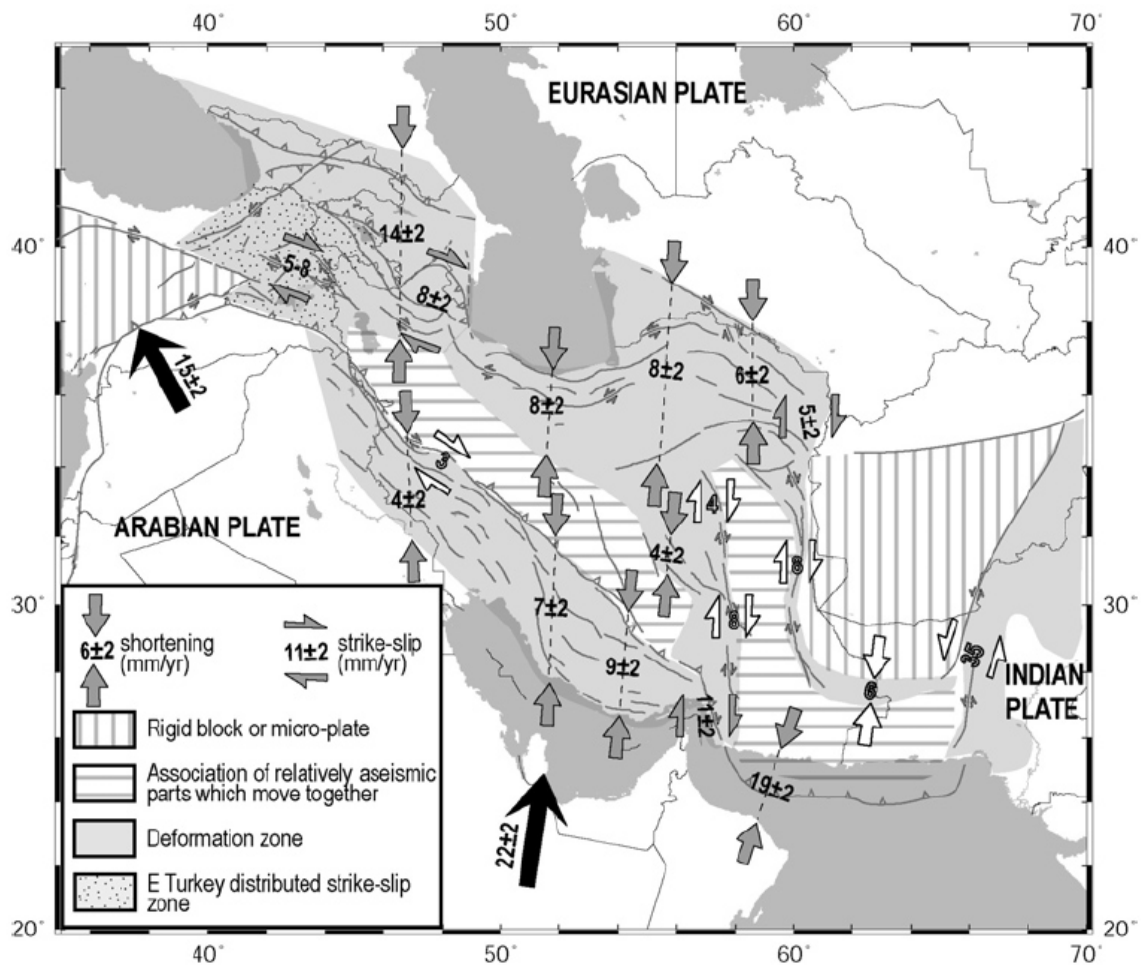 40° 50° 60° 70°
EURASIAN PLATE
40° 40°
14±2
5-8
8±2
15±2
8±2
8±2
6±2
5±2
3
4±2
ARABIAN PLATE
4
4±2
8
30° 30°
7±2
8
9±2
25
6
INDIAN
PLATE
11±2
19±2
22±2
6±2 shortening
(mm/yr)
11±2 strike-slip
(mm/yr)
Rigid block or micro-plate
Association of relatively aseismic
parts which move together
Deformation zone
E Turkey distributed strike-slip
zone
20° 20°
40° 50° 60° 70°